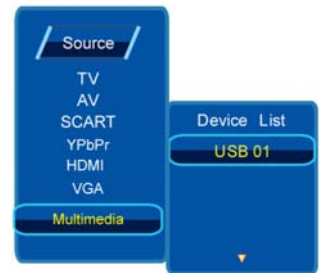 Source
TV
AV
SCART
YPbPr
HDMI
VGA
Multimedia
Device List
USB 01